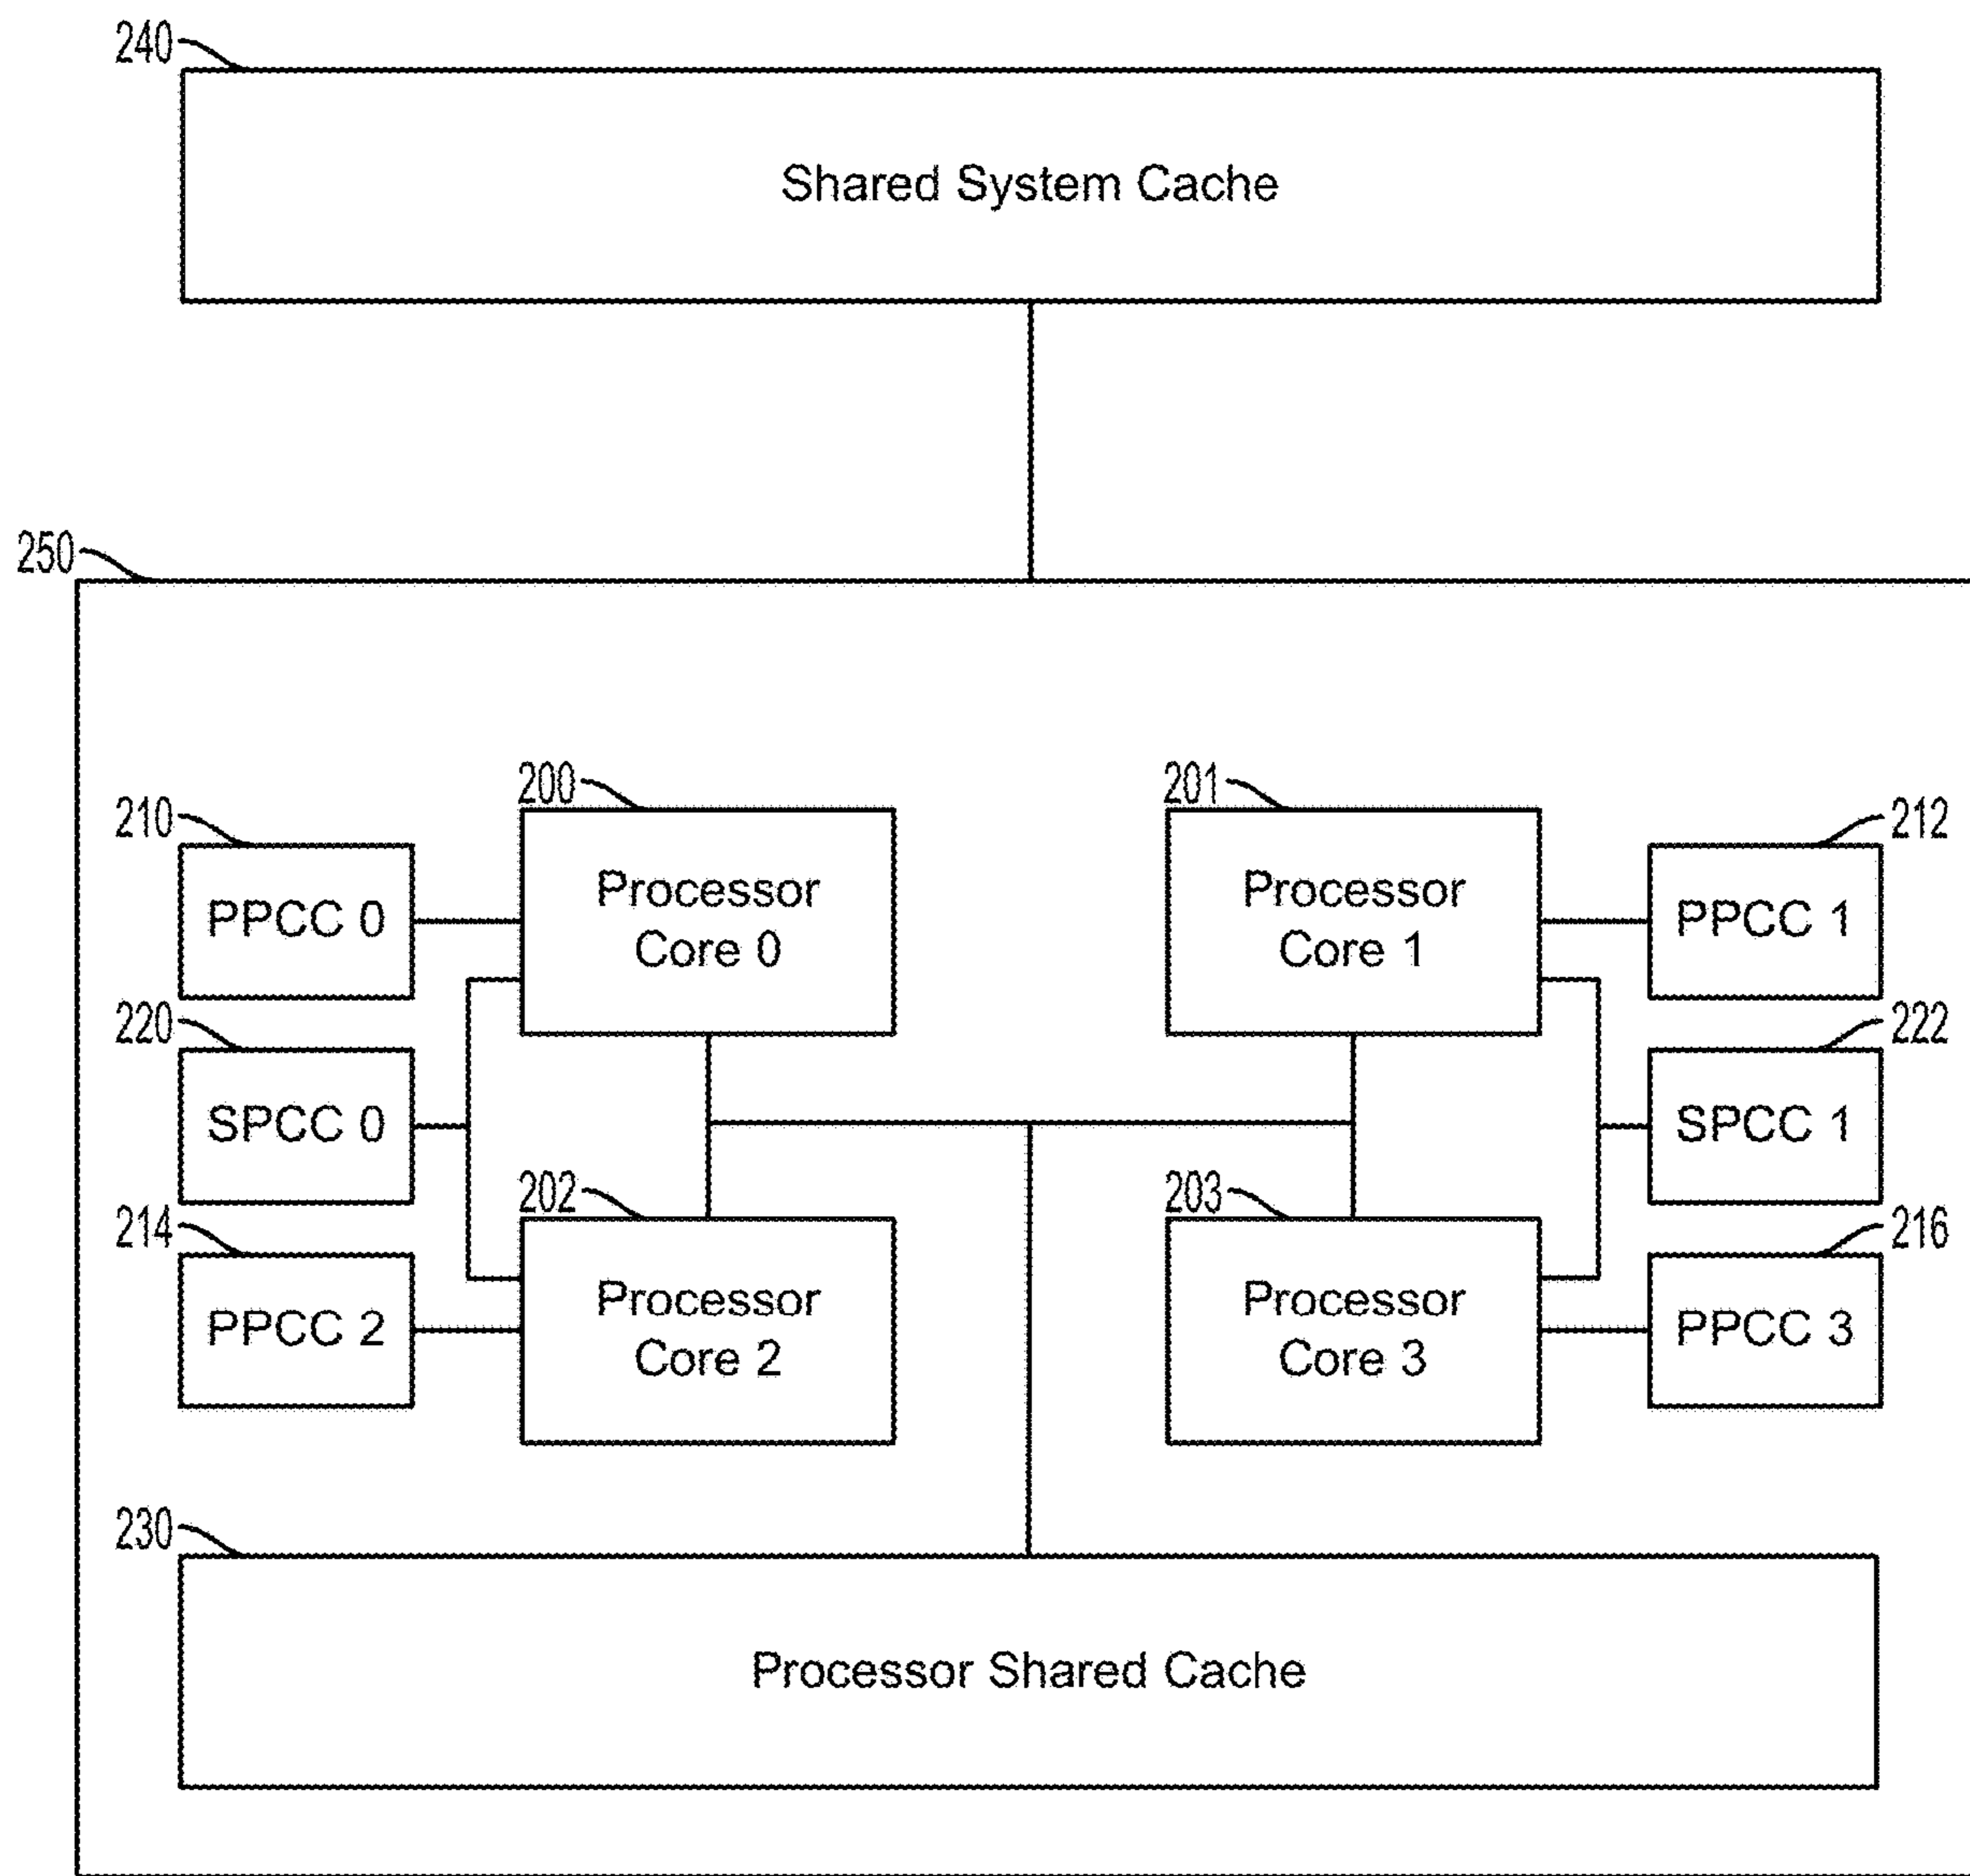 240
Shared System Cache
250
200
201
210
212
PPCC 0
Processor
Core 0
Processor
Core 1
PPCC 1
220
222
SPCC 0
SPCC 1
202
203
214
216
PPCC 2
Processor
Core 2
Processor
Core 3
PPCC 3
230
Processor Shared Cache